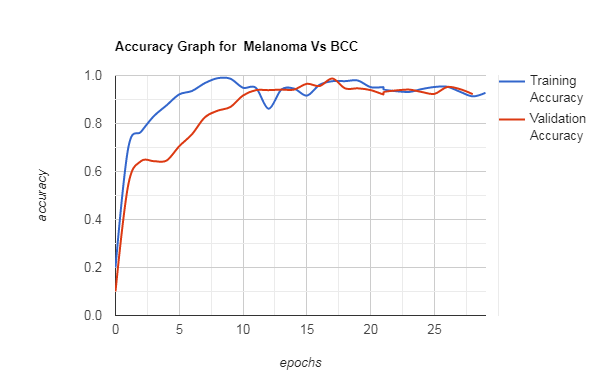 Accuracy Graph for Melanoma Vs BCC
1.0
0.8
0.6
0.4
0.2
0.0
accuracy
0 5 10 15 20 25
epochs
Training
Accuracy
Validation
Accuracy